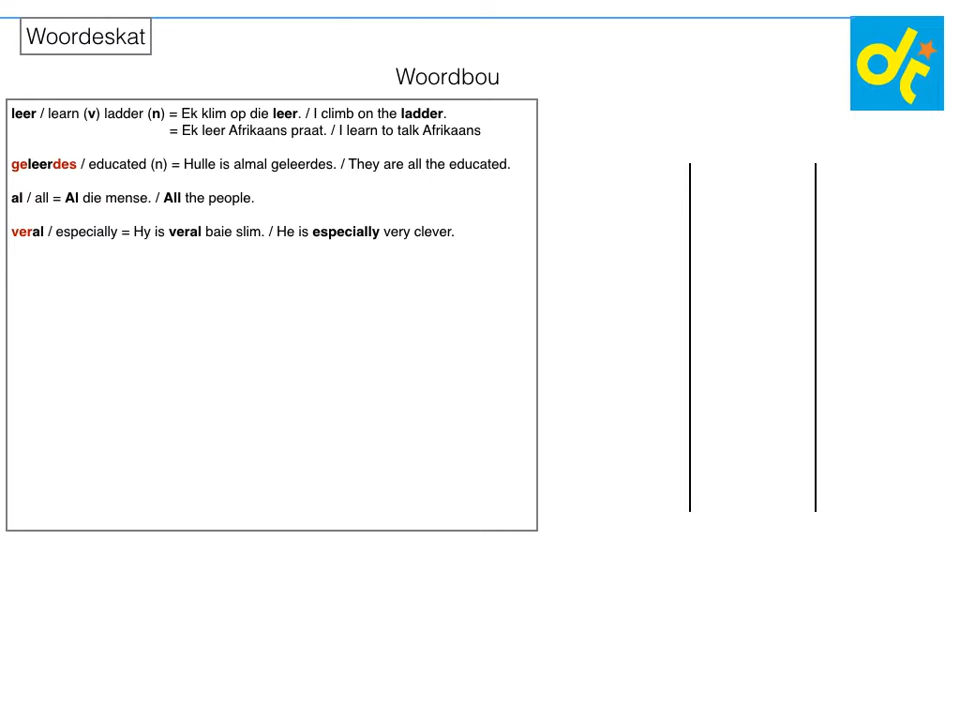 Woordeskat
Woordbou
leer / learn (v) ladder (n) = Ek klim op die leer. / I climb on the ladder.
= Ek leer Afrikaans praat. / I learn to talk Afrikaans
geleerdes / educated (n) = Hulle is almal geleerdes. / They are all the educated.
al / all = Al die mense. / All the people.
veral / especially = Hy is veral baie slim. / He is especially very clever.